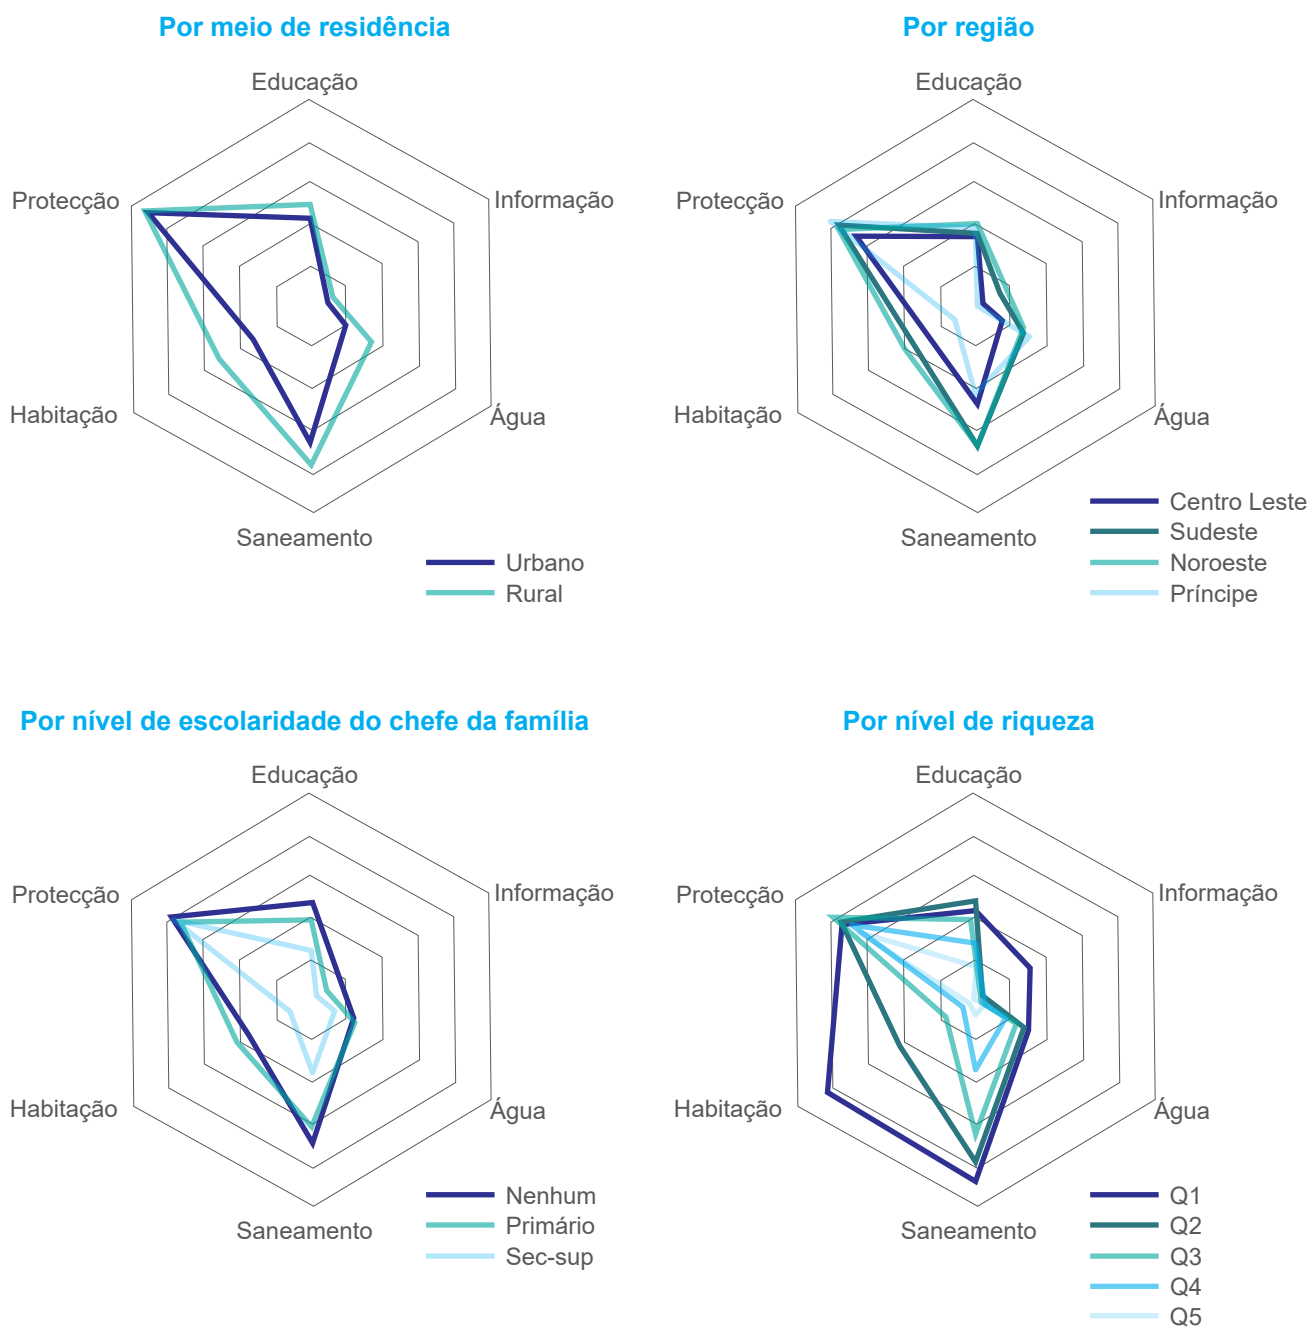 Por meio de residência
Educação
Informação
Protecção
Habitação
Água
Saneamento
Urbano
Rural
Por região
Educação
Informação
Protecção
Habitação
Água
Saneamento
Centro Leste
Sudeste
Noroeste
Príncipe
Por nível de escolaridade do chefe da família
Educação
Informação
Protecção
Habitação
Água
Saneamento
Nenhum
Primário
Sec-sup
Por nível de riqueza
Educação
Informação
Protecção
Habitação
Água
Saneamento
Q1
Q2
Q3
Q4
Q5